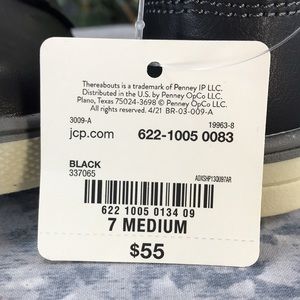 Thereabouts is a trademark of Penney IP LLC.
Distributed in the U.S. by Penney OpCo LLC.
Plano, Texas 75024-3698 © Penney OpCo LLC.
All rights reserved. 4/21 BR-03-009-A
3009-A 19963-8
jcp.com 622-1005 0083
BLACK
337065
ADXSHP13QU97AR
622 1005 0134 09
7 MEDIUM
$55